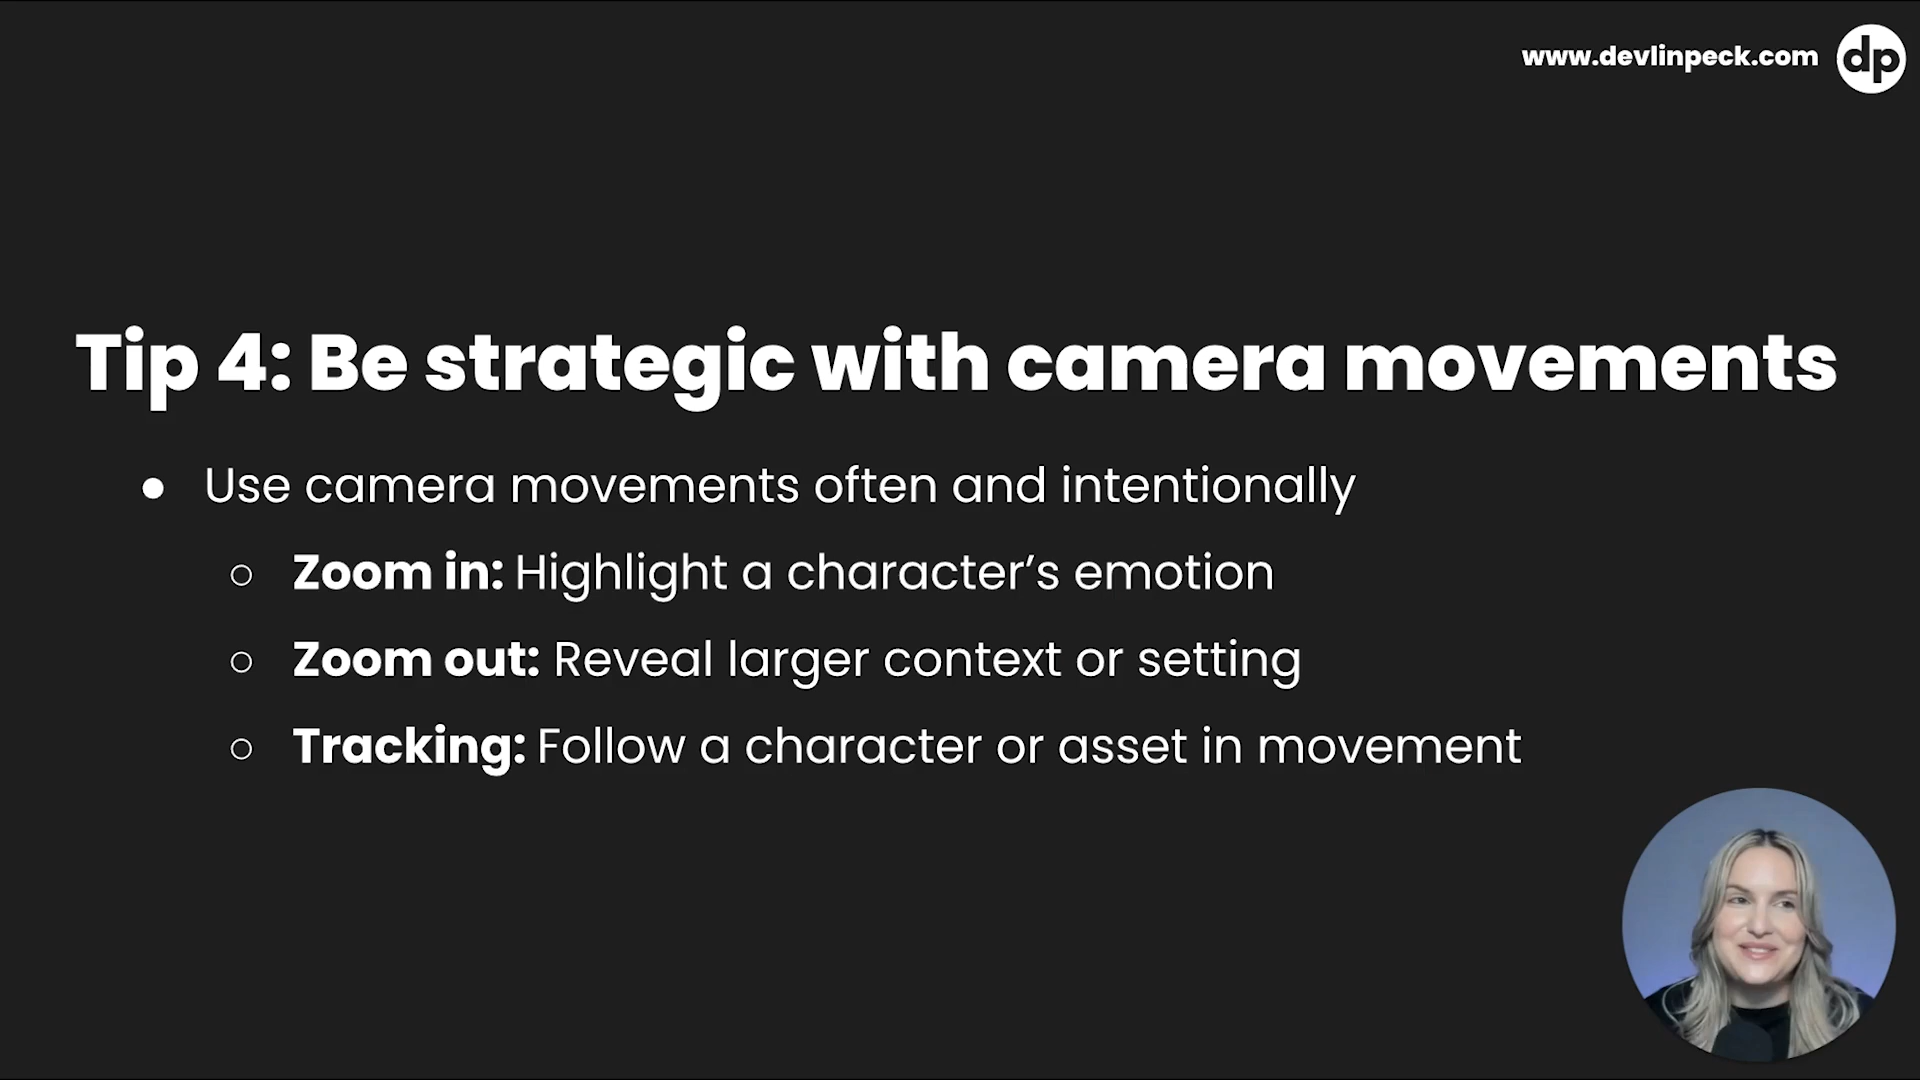 www.devlinpeck.com dp
Tip 4: Be strategic with camera movements
● Use camera movements often and intentionally
○ Zoom in: Highlight a character’s emotion
○ Zoom out: Reveal larger context or setting
○ Tracking: Follow a character or asset in movement